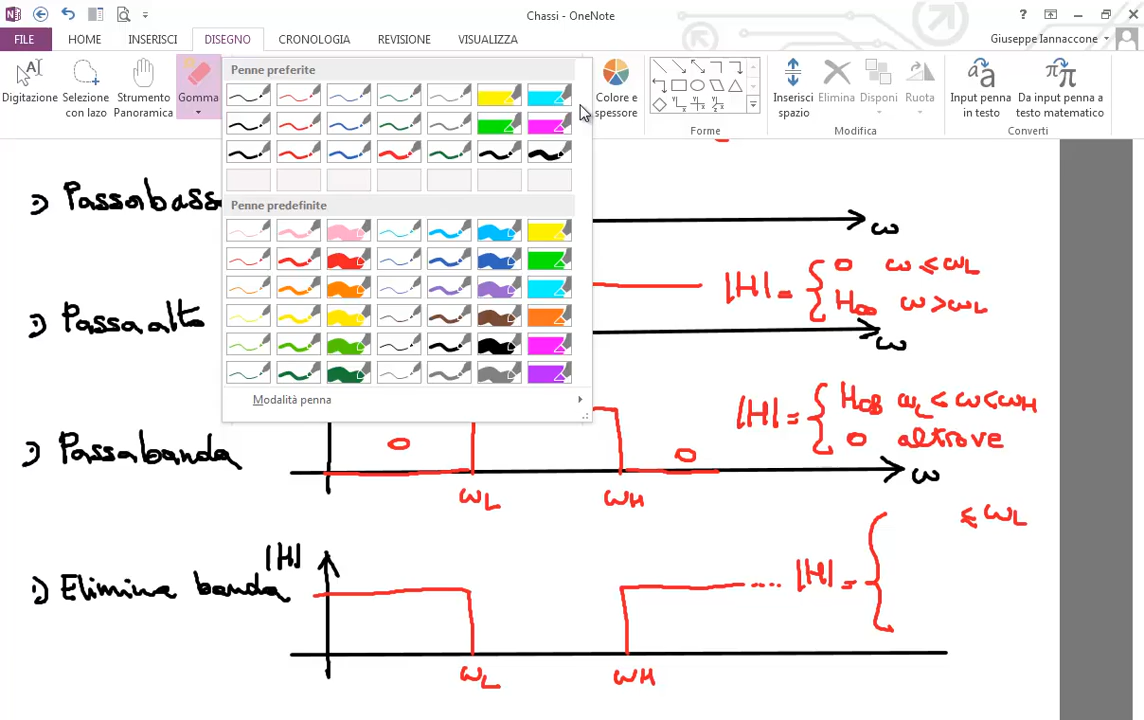 Chassi - OneNote
?
FILE HOME INSERISCI DISEGNO CRONOLOGIA REVISIONE VISUALIZZA
Giuseppe Iannaccone
Digitazione
Selezione con lazo
Strumento Panoramica
Gomma
Penne preferite
Penne predefinite
Modalità penna
Colore e spessore
Forme
Inserisci spazio
Elimina
Disponi
Ruota
Modifica
Input penna in testo
Da input penna a testo matematico
Converti
Passabass
ω
Passa alto
|H| = { 0 ω ≤ ωL
H∞ ω > ωL
ω
Passabanda
0
0
|H| = { HCB ωL < ω < ωH
0 altrove
ω
ωL
ωH
|H|
Elimina banda
.... |H| = {
≤ ωL
ωL
ωH